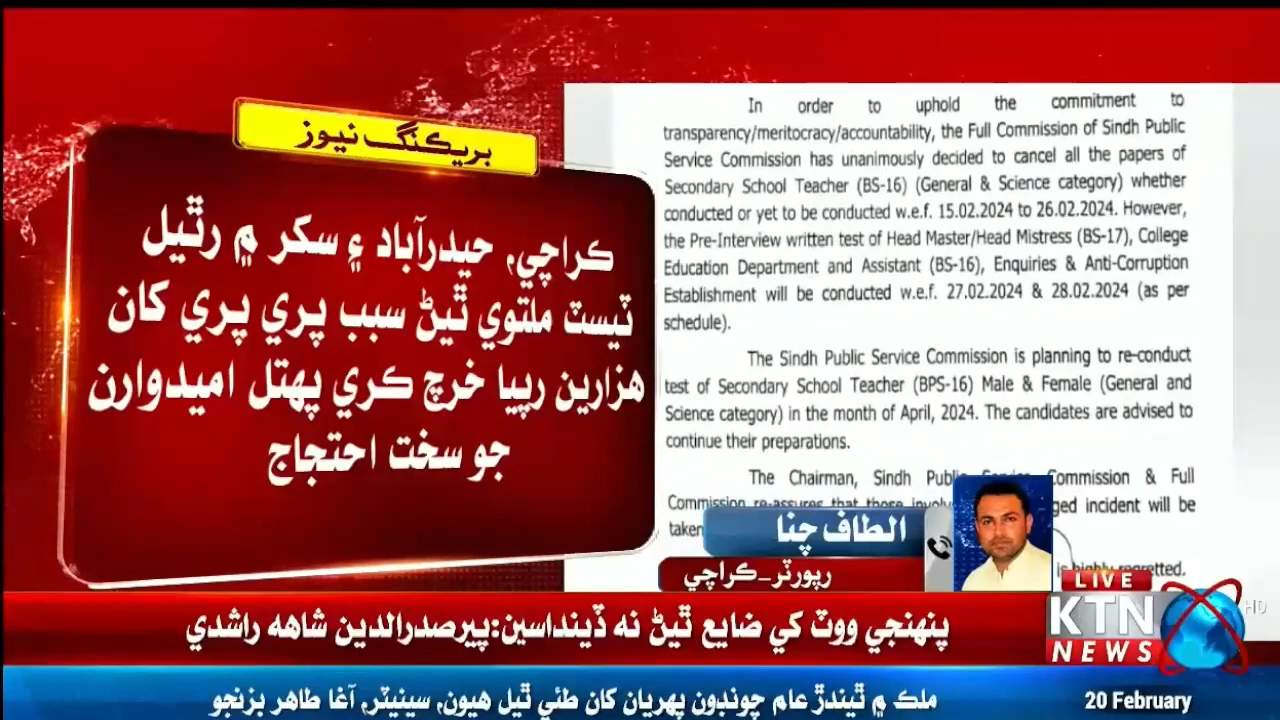 بريڪنگ نيوز
ڪراچي، حيدرآباد ۽ سکر ۾ رٿيل
ٽيسٽ ملتوي ٿيڻ سبب پري پري کان
هزارين رپيا خرچ ڪري پهتل اميدوارن
جو سخت احتجاج
In order to uphold the commitment to
transparency/meritocracy/accountability, the Full Commission of Sindh Public
Service Commission has unanimously decided to cancel all the papers of
Secondary School Teacher (BS-16) (General & Science category) whether
conducted or yet to be conducted w.e.f. 15.02.2024 to 26.02.2024. However,
the Pre-Interview written test of Head Master/Head Mistress (BS-17), College
Education Department and Assistant (BS-16), Enquiries & Anti-Corruption
Establishment will be conducted w.e.f. 27.02.2024 & 28.02.2024 (as per
schedule).
The Sindh Public Service Commission is planning to re-conduct
test of Secondary School Teacher (BPS-16) Male & Female (General and
Science category) in the month of April, 2024. The candidates are advised to
continue their preparations.
The Chairman, Sindh Commission & Full
Commission re-assures that those incident will be
taken
is highly regretted.
الطاف چنا
رپورٽر-ڪراچي
LIVE
KTN
NEWS
HD
پنهنجي ووٽ کي ضايع ٿيڻ نه ڏينداسين:پيرصدرالدين شاهه راشدي
ملڪ ۾ ٿيندڙ عام چونڊون پهريان کان طئي ٿيل هيون، سينيٽر، آغا طاهر بزنجو
20 February